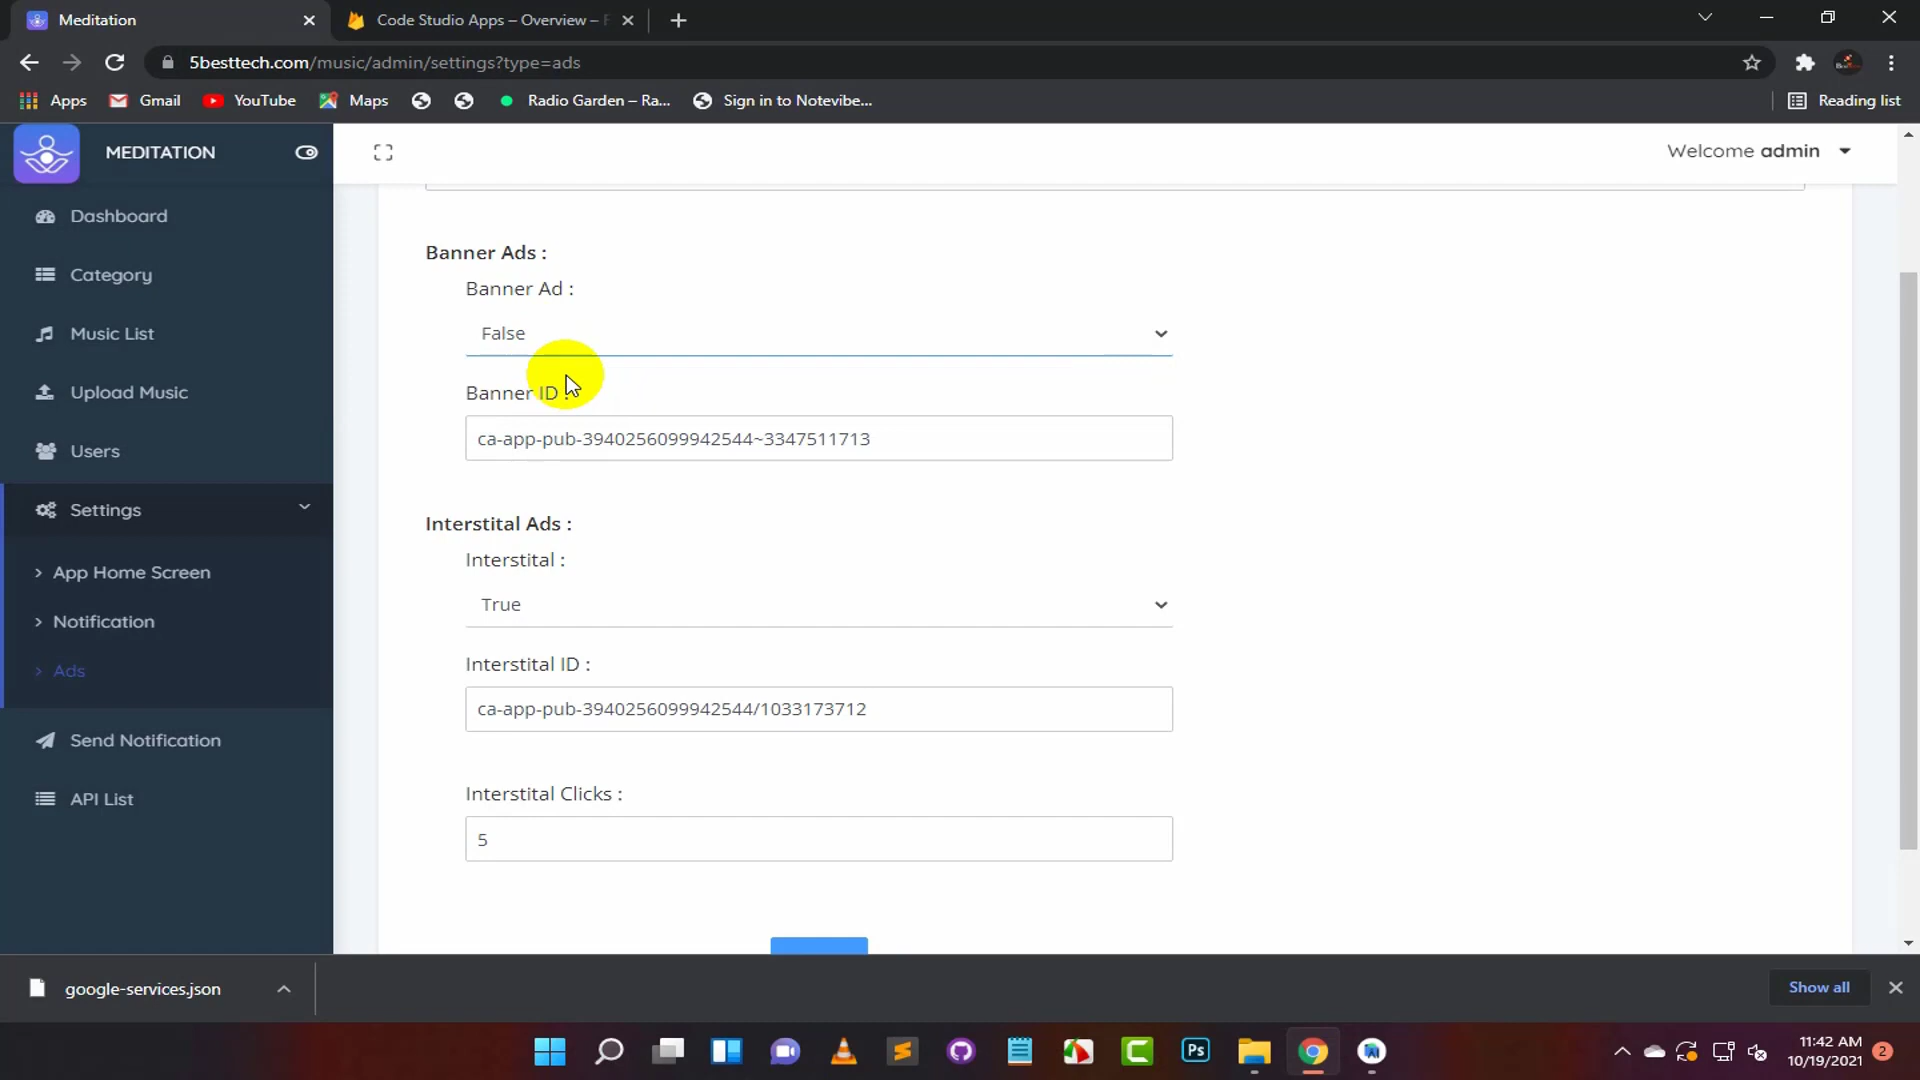 Meditation
Code Studio Apps – Overview –
5besttech.com/music/admin/settings?type=ads
Apps
Gmail
YouTube
Maps
Radio Garden – Ra...
Sign in to Notevibe...
Reading list
MEDITATION
Welcome admin
Dashboard
Category
Music List
Upload Music
Users
Settings
App Home Screen
Notification
Ads
Send Notification
API List
Banner Ads :
Banner Ad :
False
Banner ID :
ca-app-pub-3940256099942544~3347511713
Interstital Ads :
Interstital :
True
Interstital ID :
ca-app-pub-3940256099942544/1033173712
Interstital Clicks :
5
google-services.json
Show all
Ps
11:42 AM
10/19/2021
2